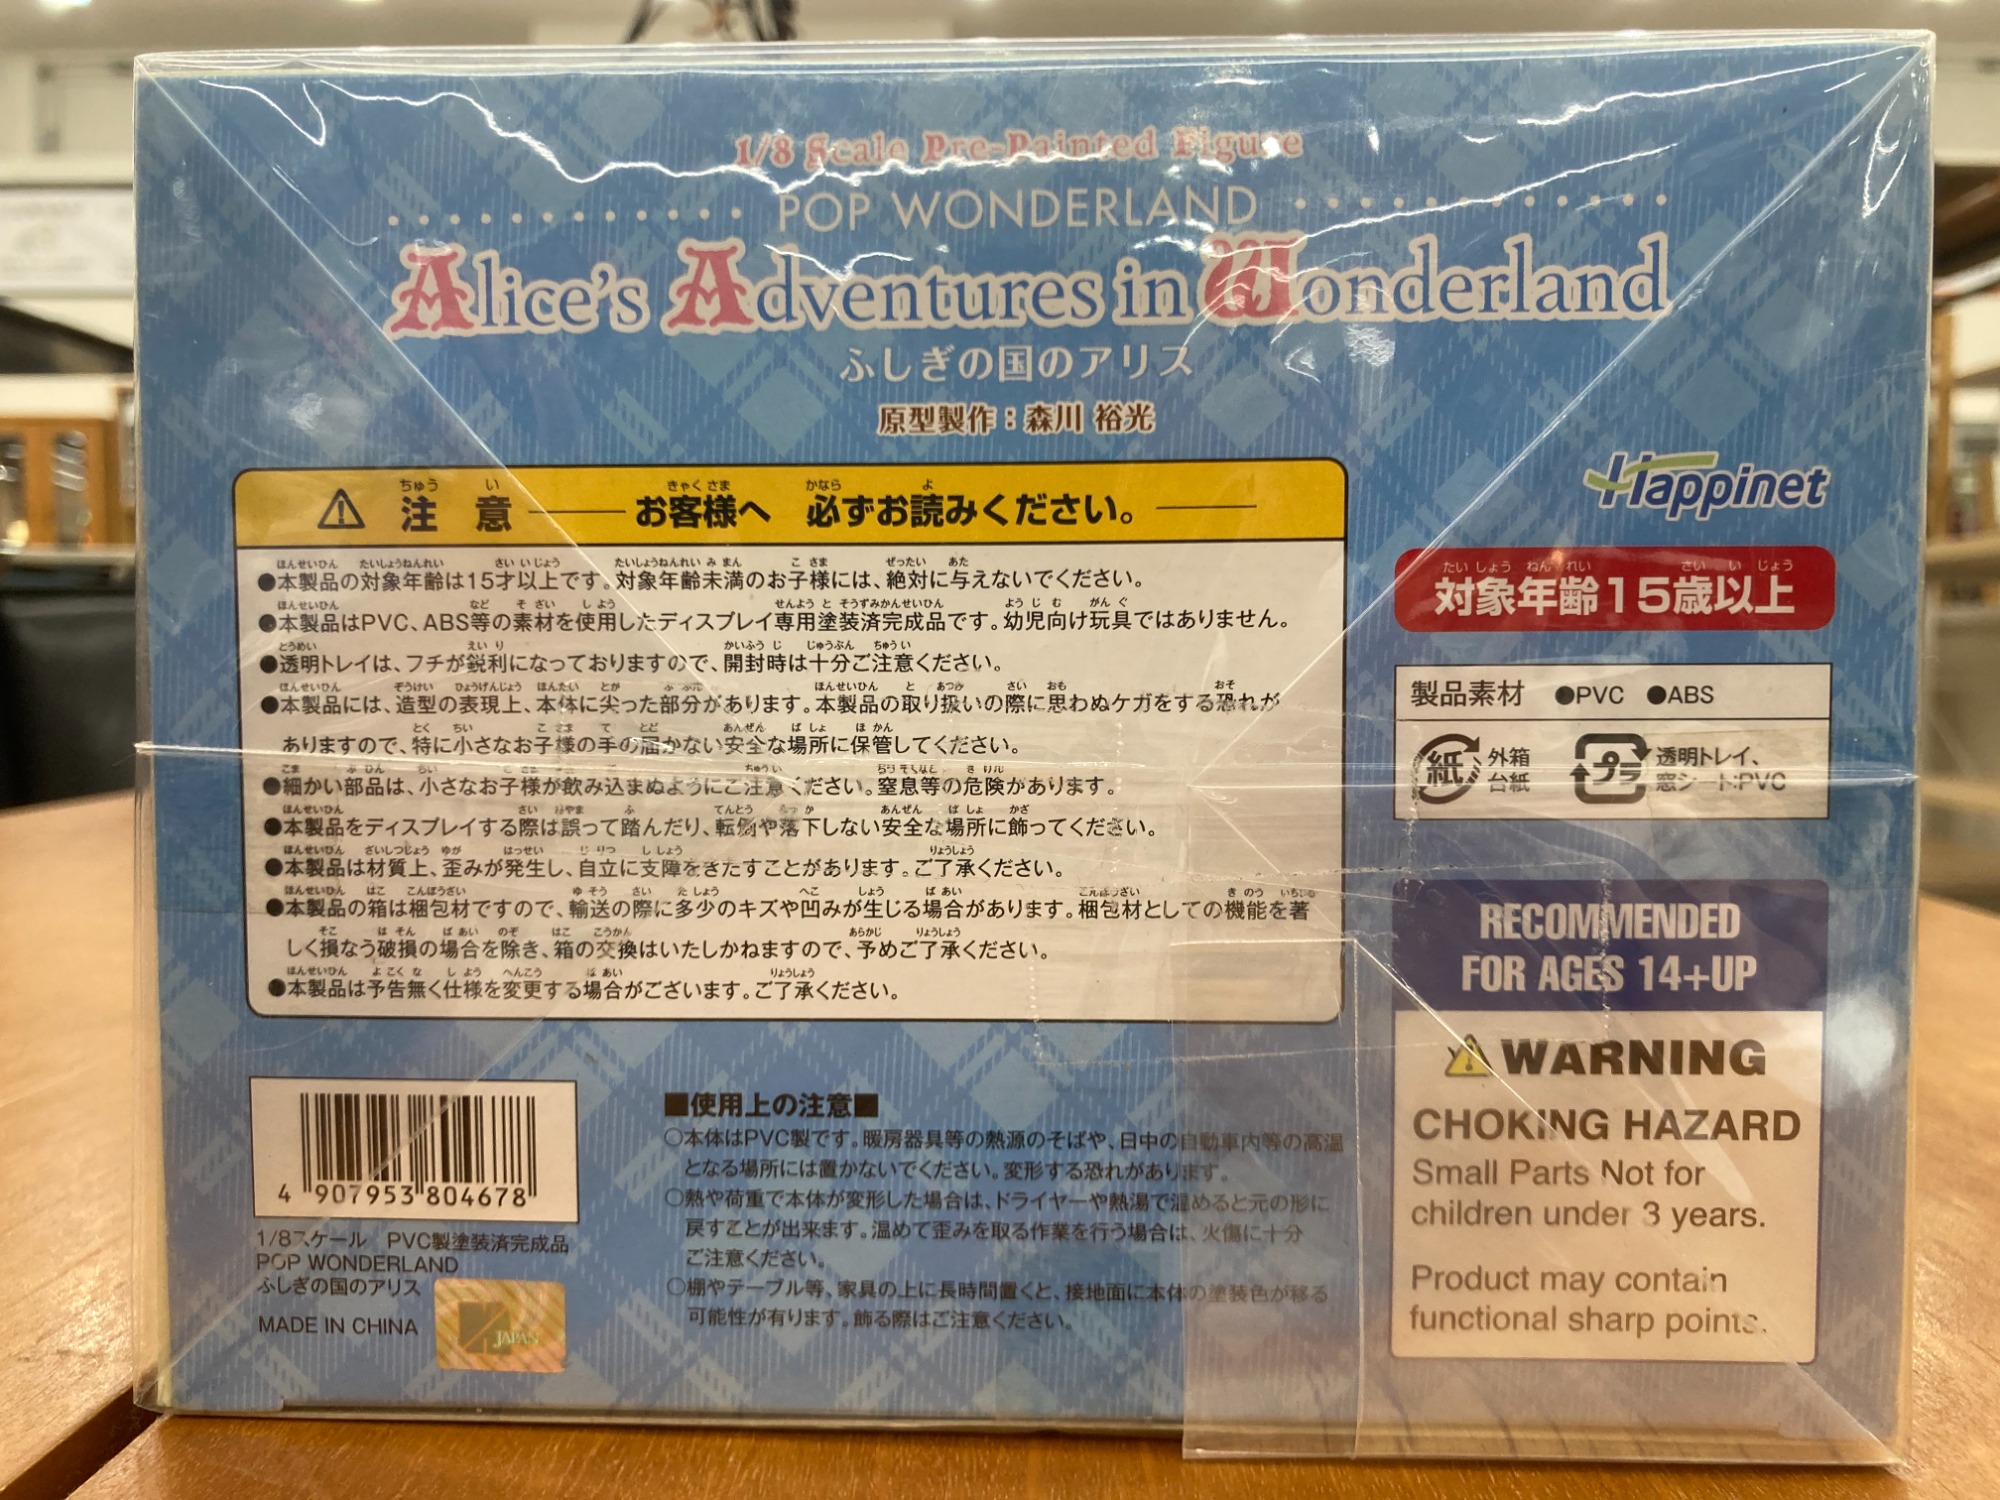 1/8 Scale Pre-Painted Figure
POP WONDERLAND
Alice's Adventures in Wonderland
ふしぎの国のアリス
原型製作：森川 裕光
Happinet
⚠ 注意 お客様へ 必ずお読みください。
●本製品の対象年齢は15才以上です。対象年齢未満のお子様には、絶対に与えないでください。
●本製品はPVC、ABS等の素材を使用したディスプレイ専用塗装済完成品です。幼児向け玩具ではありません。
●透明トレイは、フチが鋭利になっておりますので、開封時は十分ご注意ください。
●本製品には、造型の表現上、本体に尖った部分があります。本製品の取り扱いの際に思わぬケガをする恐れが
ありますので、特に小さなお子様の手の届かない安全な場所に保管してください。
●細かい部品は、小さなお子様が飲み込まぬようにご注意ください。窒息等の危険があります。
●本製品をディスプレイする際は誤って踏んだり、転倒や落下しない安全な場所に飾ってください。
●本製品は材質上、歪みが発生し、自立に支障をきたすことがあります。ご了承ください。
●本製品の箱は梱包材ですので、輸送の際に多少のキズや凹みが生じる場合があります。梱包材としての機能を著
しく損なう破損の場合を除き、箱の交換はいたしかねますので、予めご了承ください。
●本製品は予告無く仕様を変更する場合がございます。ご了承ください。
対象年齢15歳以上
製品素材 ●PVC ●ABS
紙 外箱
台紙
プラ 透明トレイ、
窓シート:PVC
RECOMMENDED
FOR AGES 14+UP
⚠ WARNING
CHOKING HAZARD
Small Parts Not for
children under 3 years.
Product may contain
functional sharp points.
4 907953 804678
1/8スケール PVC製塗装済完成品
POP WONDERLAND
ふしぎの国のアリス
MADE IN CHINA
JAPAN
■使用上の注意■
○本体はPVC製です。暖房器具等の熱源のそばや、日中の自動車内等の高温
となる場所には置かないでください。変形する恐れがあります。
○熱や荷重で本体が変形した場合は、ドライヤーや熱湯で温めると元の形に
戻すことが出来ます。温めて歪みを取る作業を行う場合は、火傷に十分
ご注意ください。
○棚やテーブル等、家具の上に長時間置くと、接地面に本体の塗装色が移る
可能性が有ります。飾る際はご注意ください。